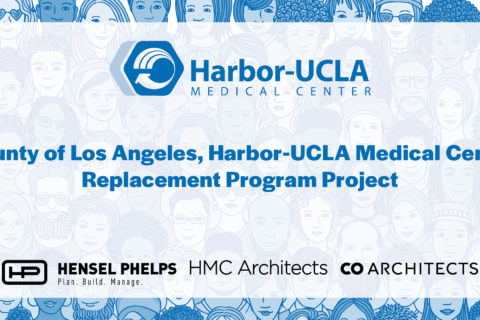 Harbor-UCLA
MEDICAL CENTER
unty of Los Angeles, Harbor-UCLA Medical Cen
Replacement Program Project
HP HENSEL PHELPS HMC Architects CO ARCHITECTS
Plan. Build. Manage.